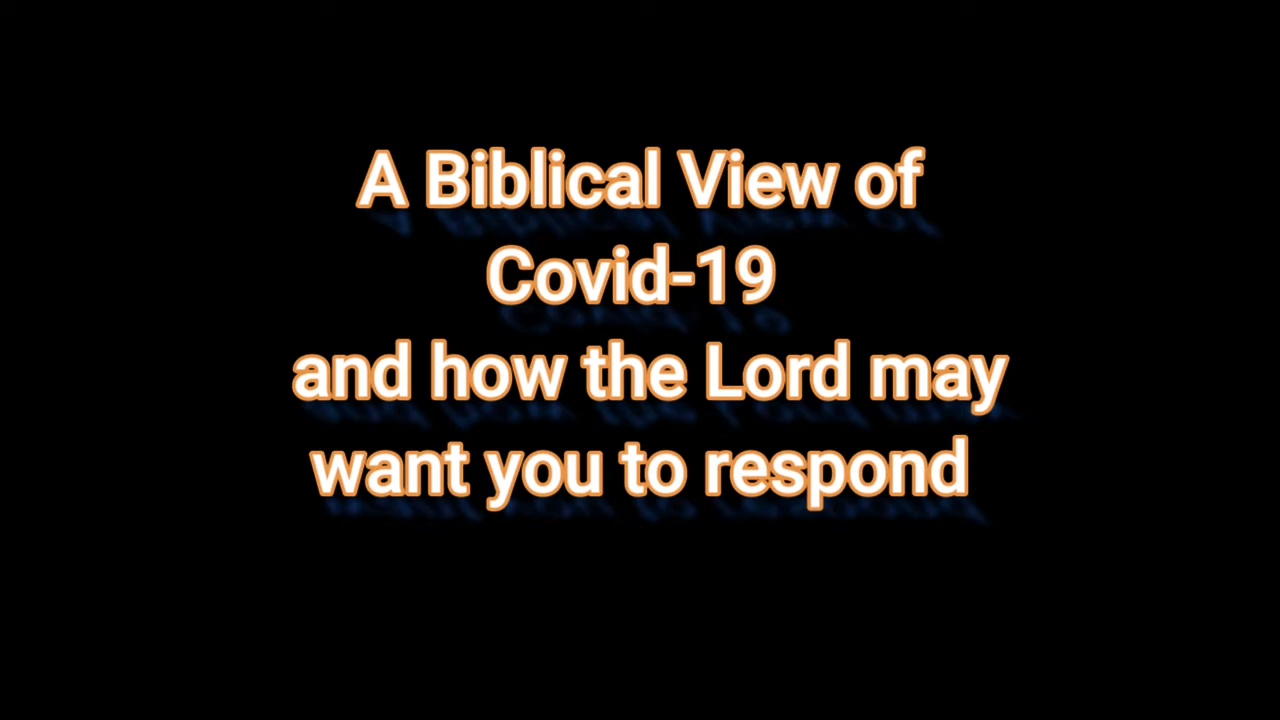 A Biblical View of
Covid-19
and how the Lord may
want you to respond